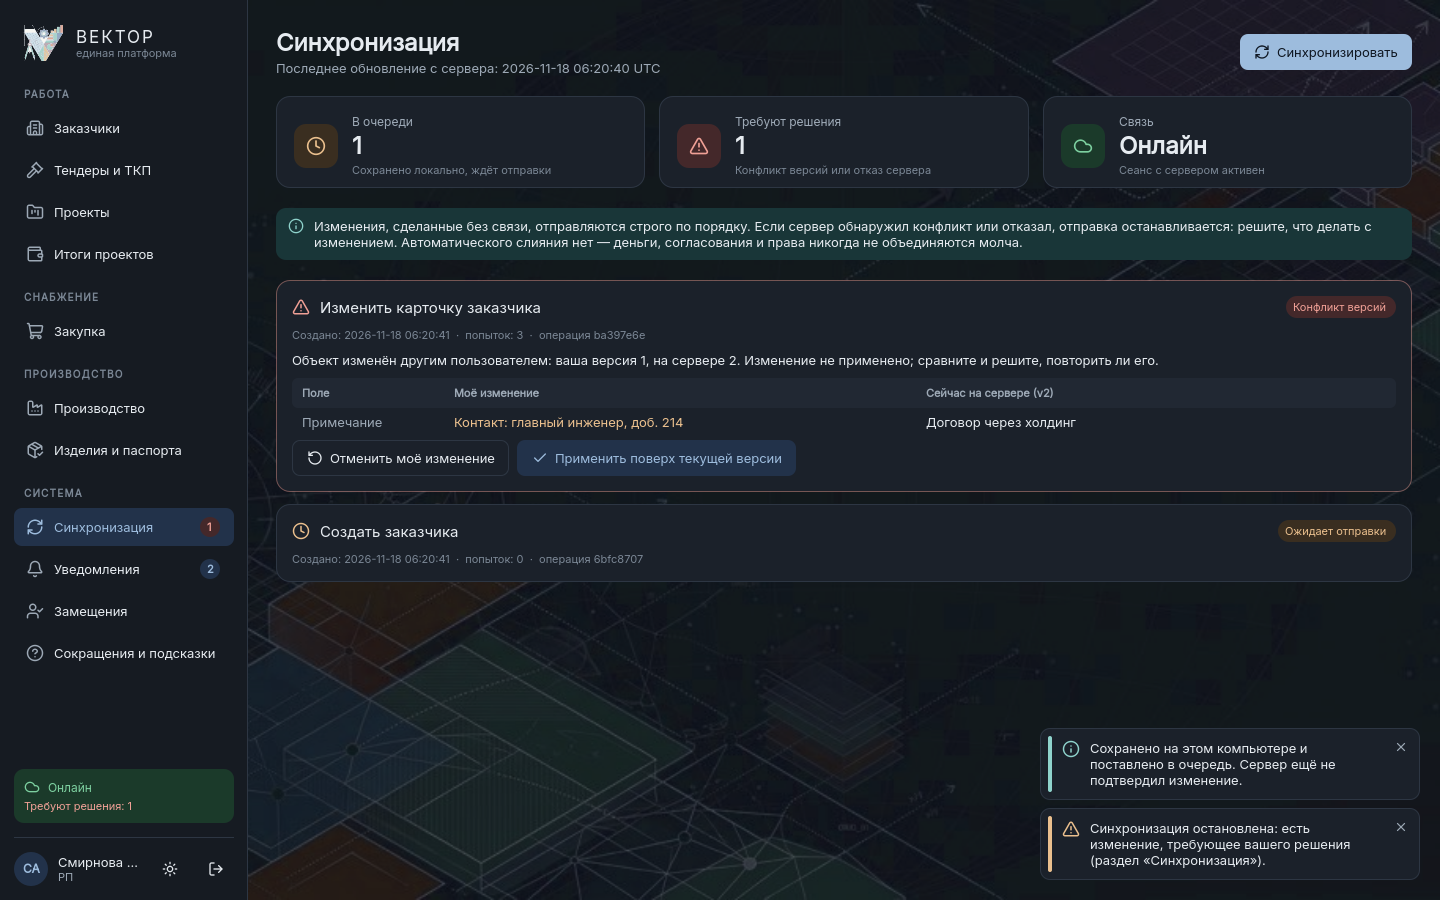 ВЕКТОР
единая платформа
РАБОТА
Заказчики
Тендеры и ТКП
Проекты
Итоги проектов
СНАБЖЕНИЕ
Закупка
ПРОИЗВОДСТВО
Производство
Изделия и паспорта
СИСТЕМА
Синхронизация 1
Уведомления 2
Замещения
Сокращения и подсказки
Онлайн
Требуют решения: 1
СА
Смирнова ...
РП
Синхронизация
Последнее обновление с сервера: 2026-11-18 06:20:40 UTC
Синхронизировать
В очереди
1
Сохранено локально, ждёт отправки
Требуют решения
1
Конфликт версий или отказ сервера
Связь
Онлайн
Сеанс с сервером активен
Изменения, сделанные без связи, отправляются строго по порядку. Если сервер обнаружил конфликт или отказал, отправка останавливается: решите, что делать с
изменением. Автоматического слияния нет — деньги, согласования и права никогда не объединяются молча.
Изменить карточку заказчика
Конфликт версий
Создано: 2026-11-18 06:20:41 · попыток: 3 · операция ba397e6e
Объект изменён другим пользователем: ваша версия 1, на сервере 2. Изменение не применено; сравните и решите, повторить ли его.
Поле Моё изменение Сейчас на сервере (v2)
Примечание Контакт: главный инженер, доб. 214 Договор через холдинг
Отменить моё изменение Применить поверх текущей версии
Создать заказчика
Ожидает отправки
Создано: 2026-11-18 06:20:41 · попыток: 0 · операция 6bfc8707
Сохранено на этом компьютере и
поставлено в очередь. Сервер ещё не
подтвердил изменение.
Синхронизация остановлена: есть
изменение, требующее вашего решения
(раздел «Синхронизация»).